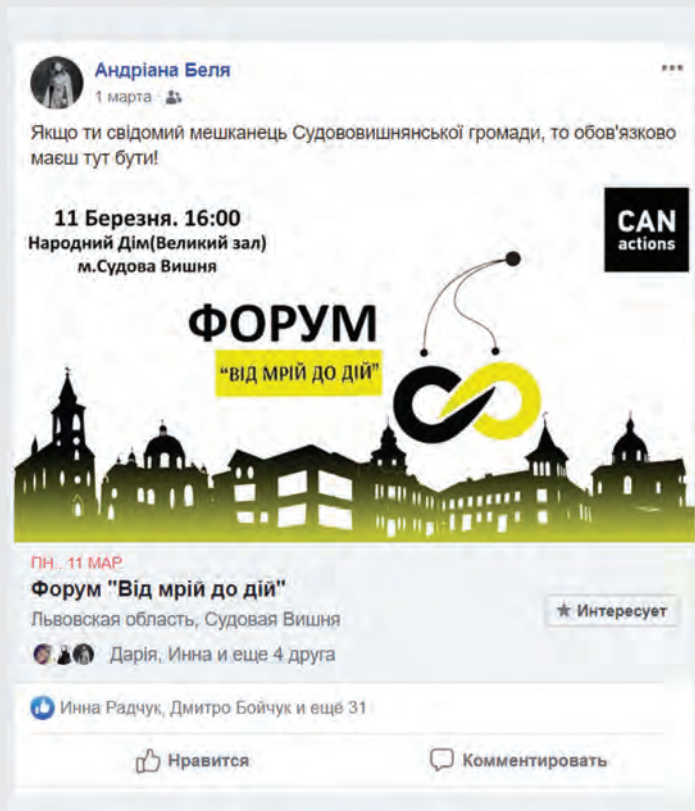 Андріана Беля
1 марта
Якщо ти свідомий мешканець Судововишнянської громади, то обов'язково
маєш тут бути!
11 Березня. 16:00
Народний Дім(Великий зал)
м.Судова Вишня
CAN
actions
ФОРУМ
“ВІД МРІЙ ДО ДІЙ”
ПН., 11 МАР.
Форум "Від мрій до дій"
Львовская область, Судовая Вишня
Интересует
Дарія, Инна и еще 4 друга
Инна Радчук, Дмитро Бойчук и ещё 31
Нравится
Комментировать